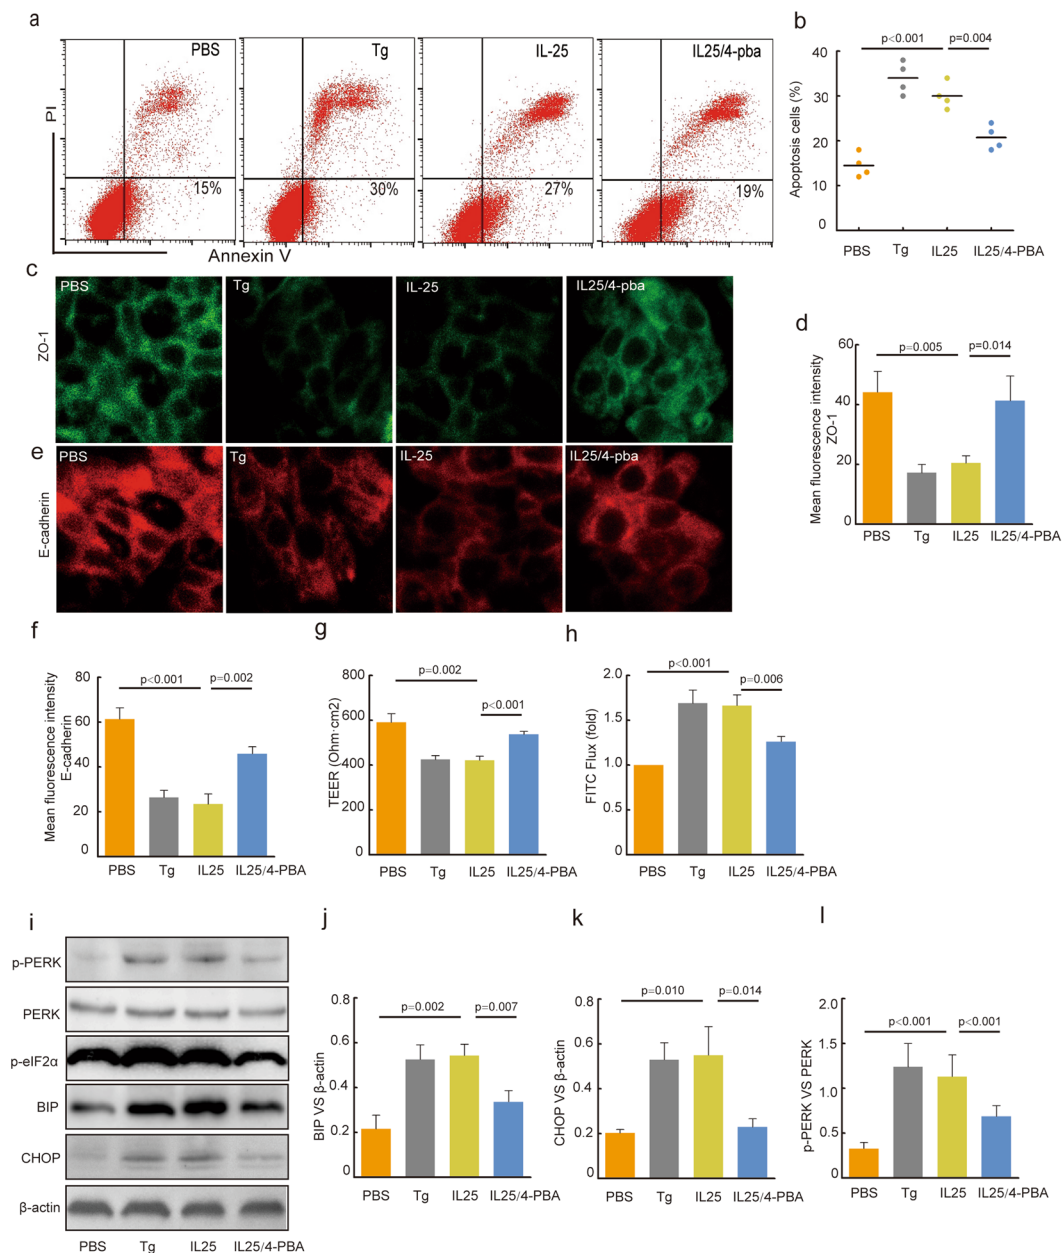 a
PI
PBS
15%
Tg
30%
IL-25
27%
IL25/4-pba
19%
Annexin V
b
p<0.001
p=0.004
Apoptosis cells (%)
40
30
20
10
0
PBS
Tg
IL25
IL25/4-PBA
c
ZO-1
PBS
Tg
IL-25
IL25/4-pba
d
p=0.005
p=0.014
Mean fluorescence intensity
ZO-1
60
40
20
0
PBS
Tg
IL25
IL25/4-PBA
e
E-cadherin
PBS
Tg
IL-25
IL25/4-pba
f
p<0.001
p=0.002
Mean fluorescence intensity
E-cadherin
80
60
40
20
0
PBS
Tg
IL25
IL25/4-PBA
g
p=0.002
p<0.001
TEER (Ohm·cm2)
800
600
400
200
0
PBS
Tg
IL25
IL25/4-PBA
h
p<0.001
p=0.006
FITC Flux (fold)
2.0
1.5
1.0
0.5
0
PBS
Tg
IL25
IL25/4-PBA
i
p-PERK
PERK
p-eIF2α
BIP
CHOP
β-actin
PBS
Tg
IL25
IL25/4-PBA
j
p=0.002
p=0.007
BIP VS β-actin
0.8
0.6
0.4
0.2
0
PBS
Tg
IL25
IL25/4-PBA
k
p=0.010
p=0.014
CHOP VS β-actin
0.8
0.6
0.4
0.2
0
PBS
Tg
IL25
IL25/4-PBA
l
p<0.001
p<0.001
p-PERK VS PERK
2.0
1.5
1.0
0.5
0
PBS
Tg
IL25
IL25/4-PBA